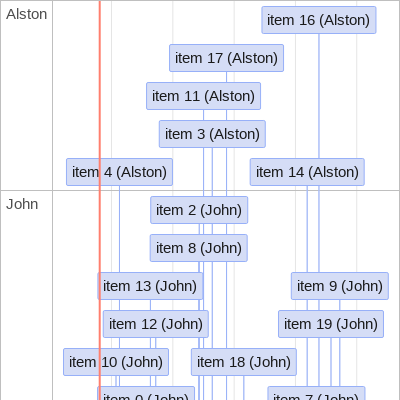 Alston
item 16 (Alston)
item 17 (Alston)
item 11 (Alston)
item 3 (Alston)
item 4 (Alston)
item 14 (Alston)
John
item 2 (John)
item 8 (John)
item 13 (John)
item 9 (John)
item 12 (John)
item 19 (John)
item 10 (John)
item 18 (John)
item 0 (John)
item 7 (John)